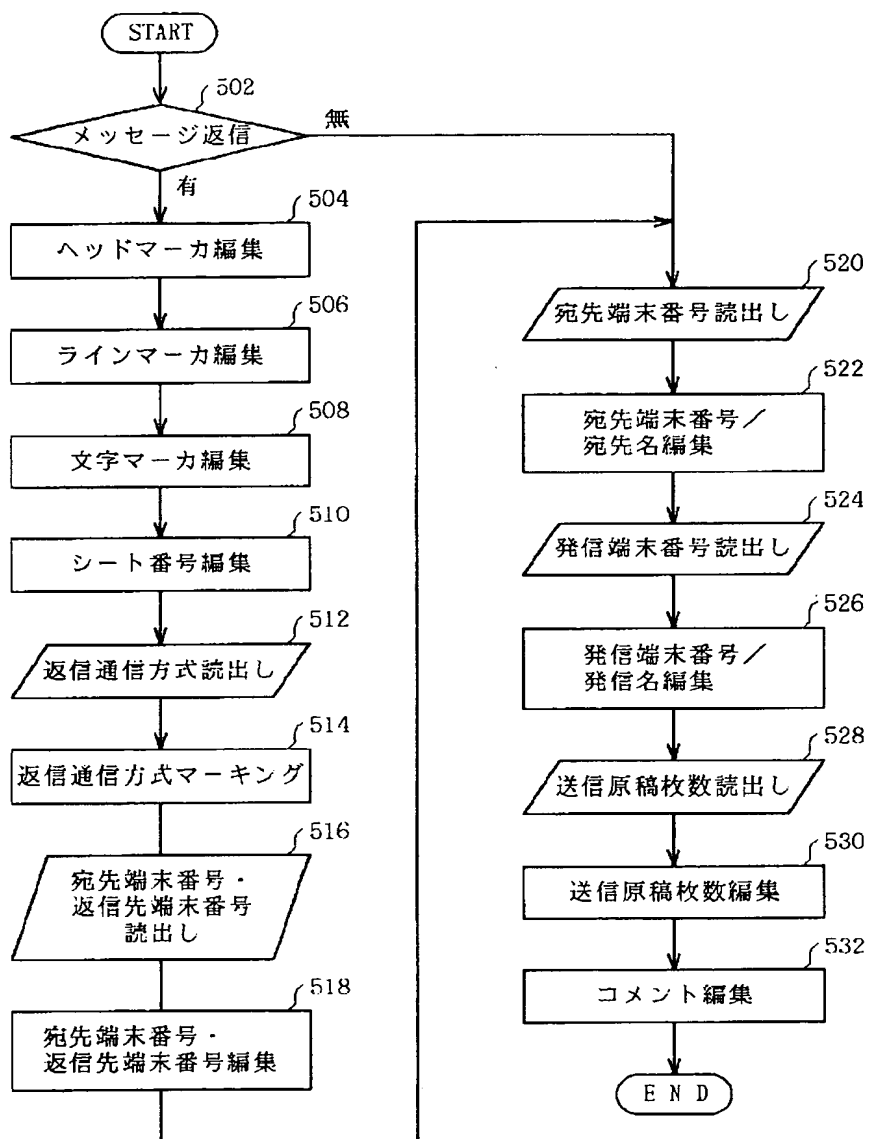 START
502
メッセージ返信
無
有
504
ヘッドマーカ編集
506
ラインマーカ編集
508
文字マーカ編集
510
シート番号編集
512
返信通信方式読出し
514
返信通信方式マーキング
516
宛先端末番号・
返信先端末番号
読出し
518
宛先端末番号・
返信先端末番号編集
520
宛先端末番号読出し
522
宛先端末番号／
宛先名編集
524
発信端末番号読出し
526
発信端末番号／
発信名編集
528
送信原稿枚数読出し
530
送信原稿枚数編集
532
コメント編集
END